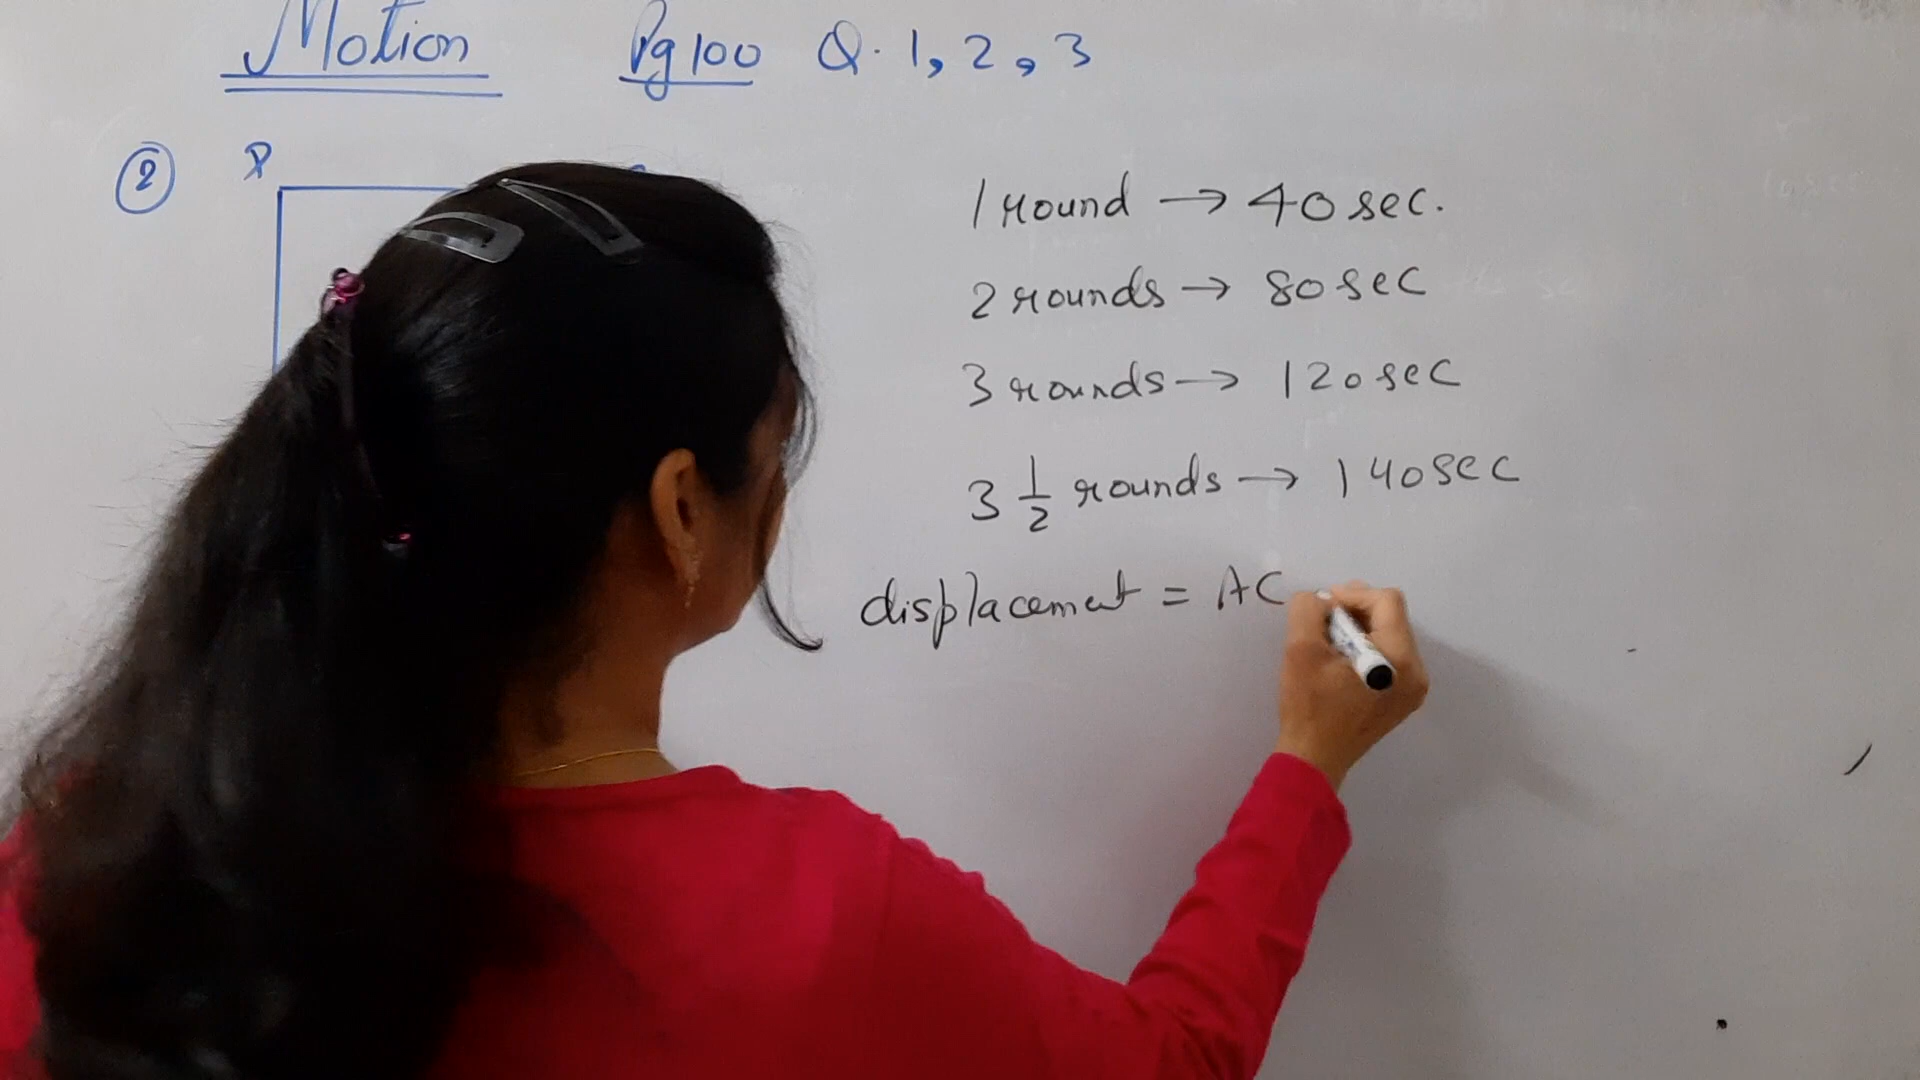 Motion Pg 100 Q. 1, 2, 3
②
1 round → 40 sec.
2 rounds → 80 sec
3 rounds → 120 sec
3 1/2 rounds → 140 sec
displacement = AC